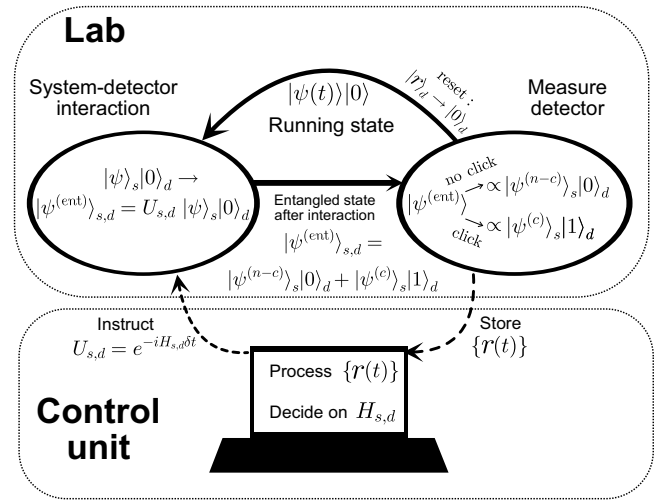 Lab
System-detector
interaction
|ψ⟩_s|0⟩_d →
|ψ^(ent)⟩_{s,d} = U_{s,d} |ψ⟩_s|0⟩_d
|ψ(t)⟩|0⟩
Running state
reset :
|r⟩_d → |0⟩_d
Measure
detector
no click
|ψ^(ent)⟩
∝|ψ^(n-c)⟩_s|0⟩_d
∝|ψ^(c)⟩_s|1⟩_d
click
Entangled state
after interaction
|ψ^(ent)⟩_{s,d} =
|ψ^(n-c)⟩_s|0⟩_d + |ψ^(c)⟩_s|1⟩_d
Instruct
U_{s,d} = e^{-iH_{s,d}δt}
Store
{r(t)}
Process {r(t)}
Decide on H_{s,d}
Control
unit